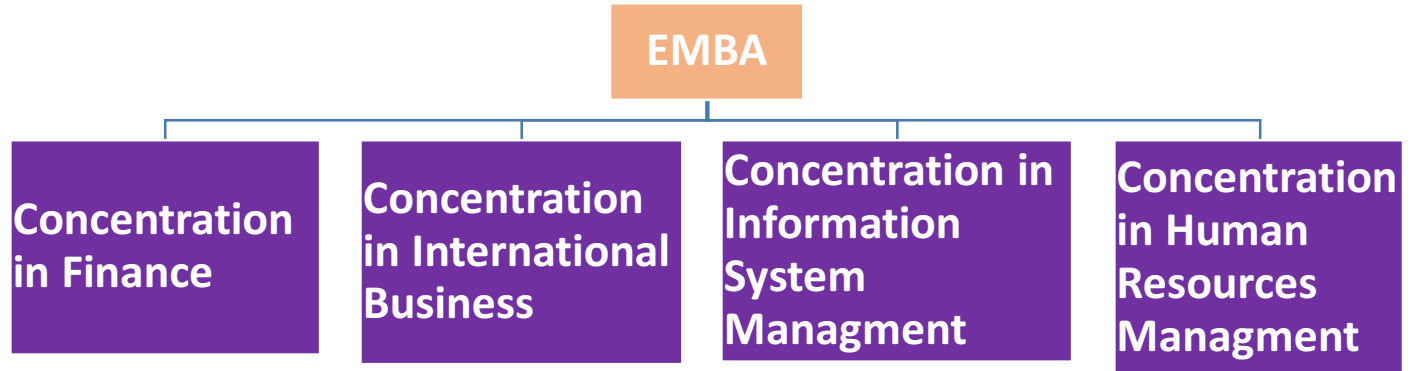 EMBA
Concentration
in Finance
Concentration
in International
Business
Concentration in
Information
System
Managment
Concentration
in Human
Resources
Managment